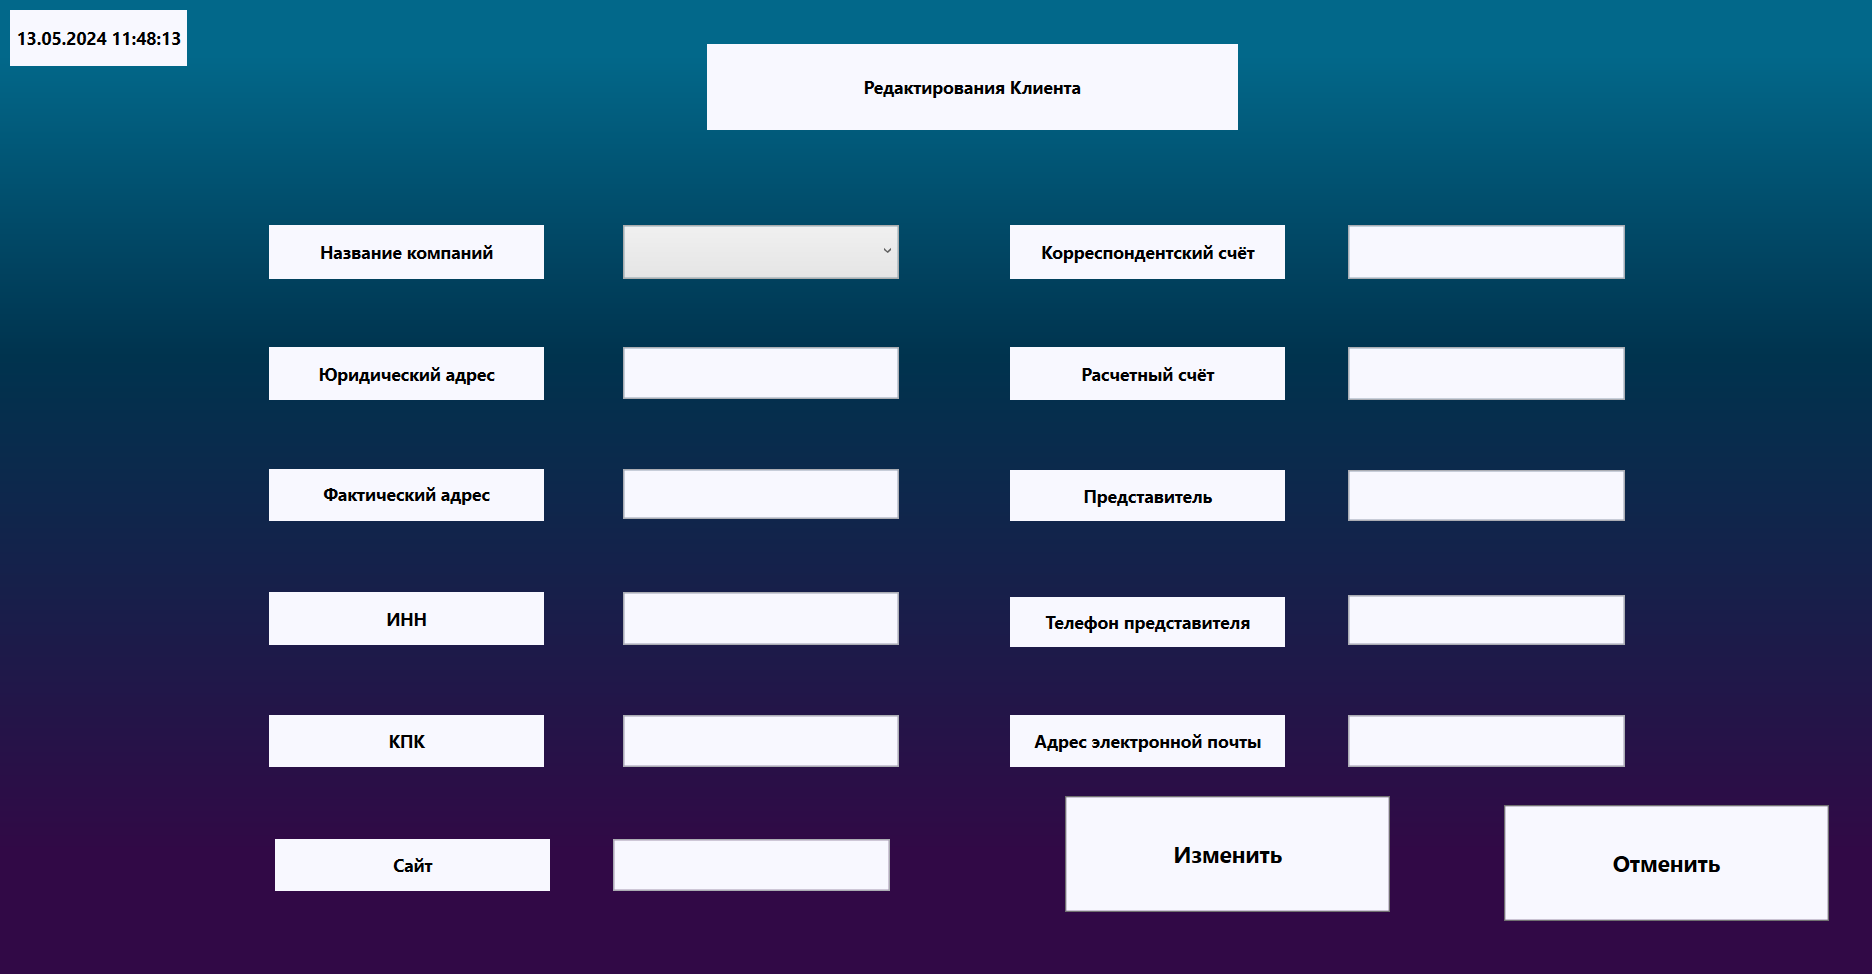 13.05.2024 11:48:13
Редактирования Клиента
Название компаний
Корреспондентский счёт
Юридический адрес
Расчетный счёт
Фактический адрес
Представитель
ИНН
Телефон представителя
КПК
Адрес электронной почты
Сайт
Изменить
Отменить